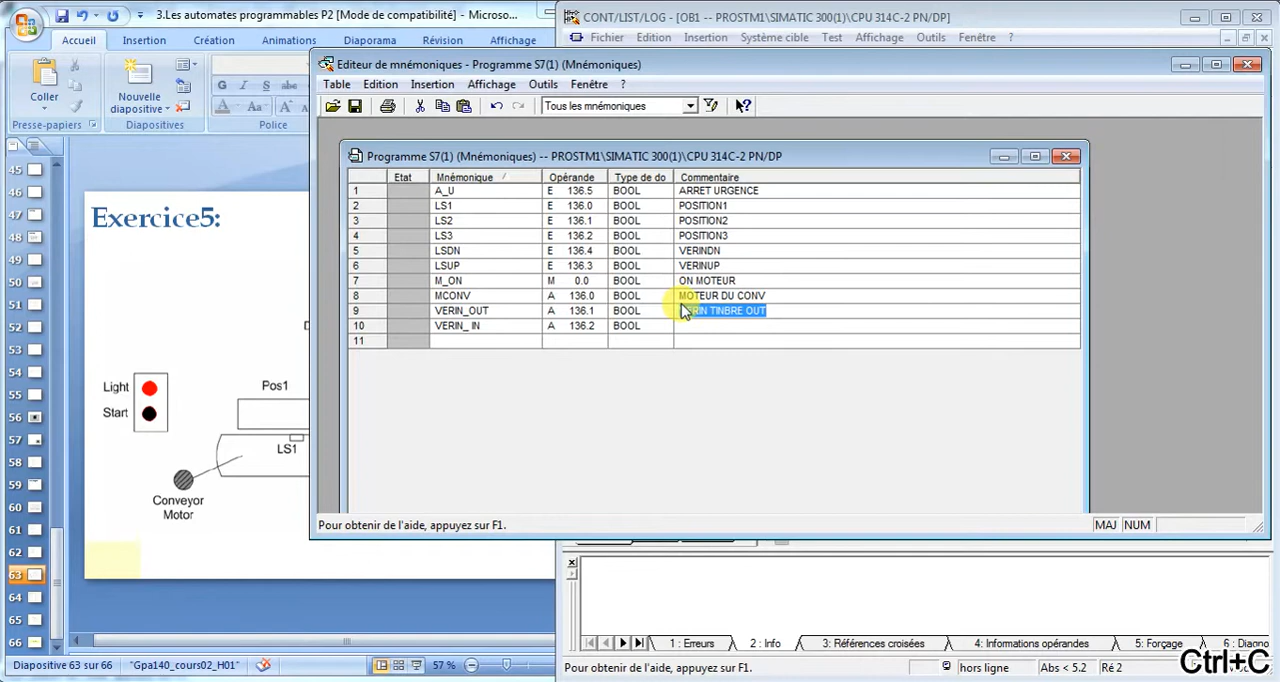 3.Les automates programmables P2 [Mode de compatibilité] - Microso...
Accueil Insertion Création Animations Diaporama Révision Affichage
Coller
Nouvelle
diapositive
G I S abc
A Aa A
Presse-papiers Diapositives Police
45
46
47
48
49
50
51
52
53
54
55
56
57
58
59
60
61
62
63
64
65
66
Exercice5:
Light
Start
Pos1
LS1
Conveyor
Motor
Diapositive 63 sur 66 "Gpa140_cours02_H01" 57 %
CONT/LIST/LOG - [OB1 -- PROSTM1\SIMATIC 300(1)\CPU 314C-2 PN/DP]
Fichier Edition Insertion Système cible Test Affichage Outils Fenêtre ?
Editeur de mnémoniques - Programme S7(1) (Mnémoniques)
Table Edition Insertion Affichage Outils Fenêtre ?
Tous les mnémoniques
Programme S7(1) (Mnémoniques) -- PROSTM1\SIMATIC 300(1)\CPU 314C-2 PN/DP
Etat Mnémonique Opérande Type de do Commentaire
1 A_U E 136.5 BOOL ARRET URGENCE
2 LS1 E 136.0 BOOL POSITION1
3 LS2 E 136.1 BOOL POSITION2
4 LS3 E 136.2 BOOL POSITION3
5 LSDN E 136.4 BOOL VERINDN
6 LSUP E 136.3 BOOL VERINUP
7 M_ON M 0.0 BOOL ON MOTEUR
8 MCONV A 136.0 BOOL MOTEUR DU CONV
9 VERIN_OUT A 136.1 BOOL VERIN TINBRE OUT
10 VERIN_ IN A 136.2 BOOL
11
Pour obtenir de l'aide, appuyez sur F1. MAJ NUM
1 : Erreurs 2 : Info 3: Références croisées 4: Infomations opérandes 5: Forçage 6 : Diagno
Pour obtenir de l'aide, appuyez sur F1. hors ligne Abs < 5.2 Ré 2
Ctrl+C